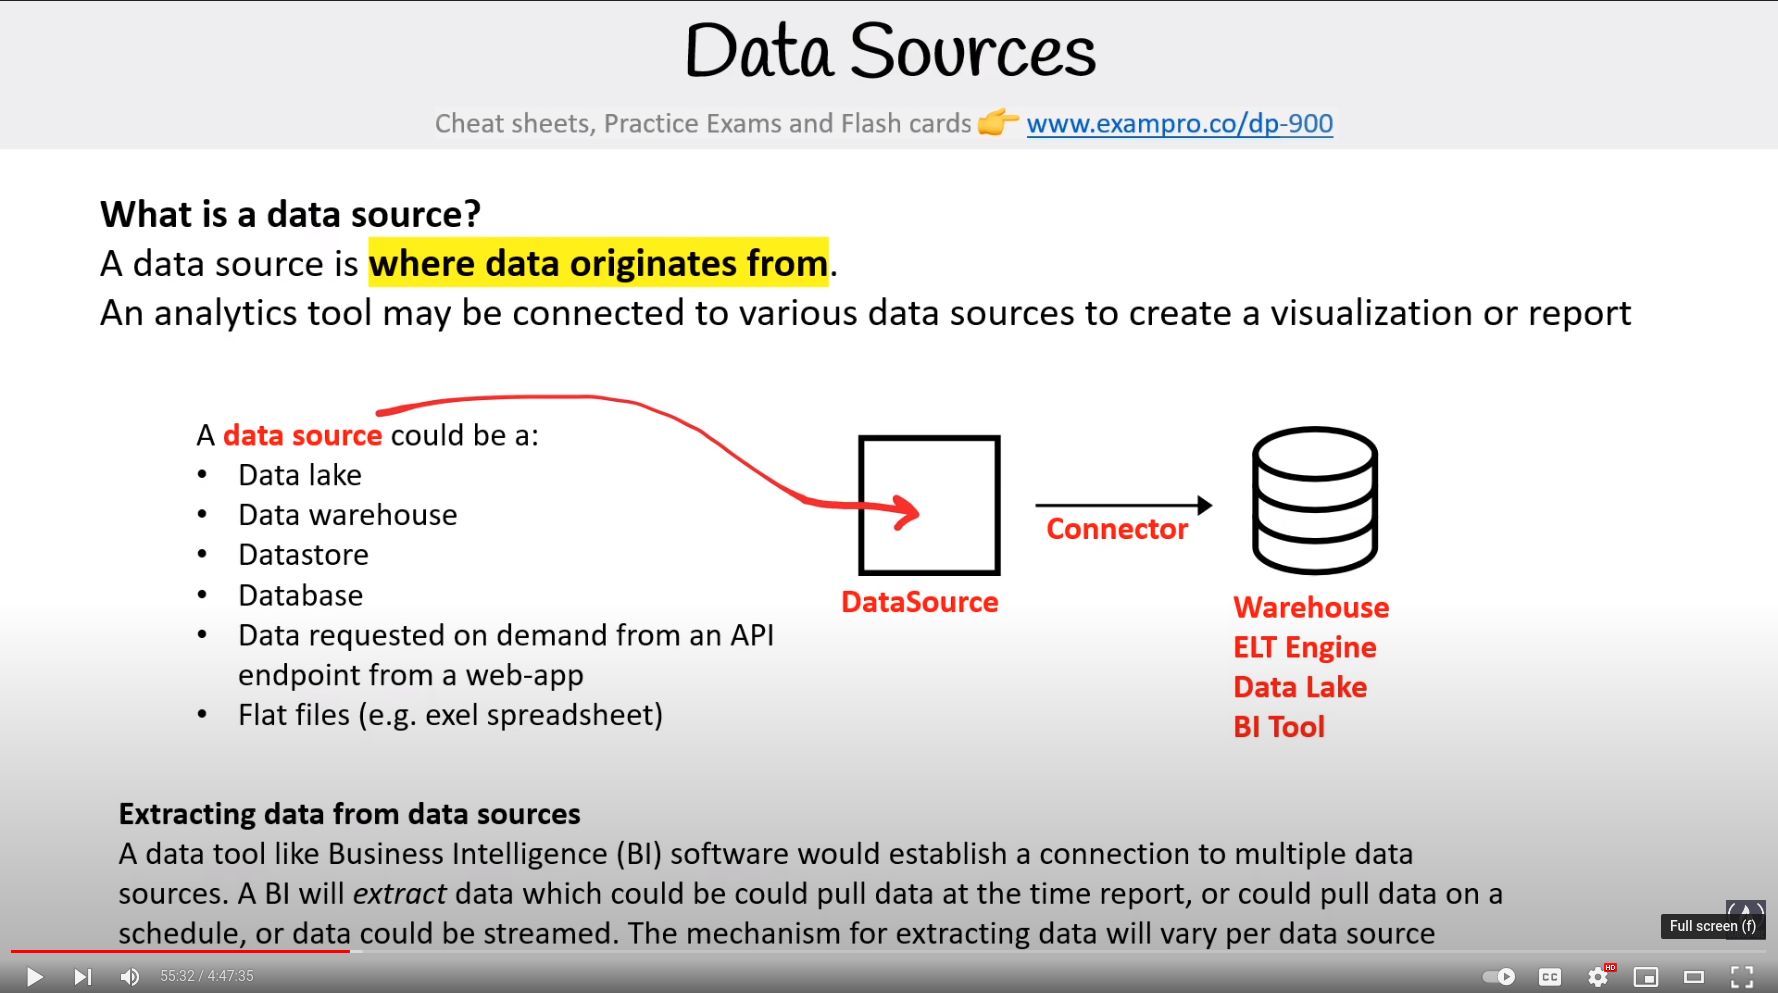 Data Sources
Cheat sheets, Practice Exams and Flash cards 👉 www.exampro.co/dp-900
What is a data source?
A data source is where data originates from.
An analytics tool may be connected to various data sources to create a visualization or report
A data source could be a:
• Data lake
• Data warehouse
• Datastore
• Database
• Data requested on demand from an API
endpoint from a web-app
• Flat files (e.g. exel spreadsheet)
DataSource
Connector
Warehouse
ELT Engine
Data Lake
BI Tool
Extracting data from data sources
A data tool like Business Intelligence (BI) software would establish a connection to multiple data
sources. A BI will extract data which could be could pull data at the time report, or could pull data on a
schedule, or data could be streamed. The mechanism for extracting data will vary per data source
Full screen (f)
55:32 / 4:47:35
CC
HD